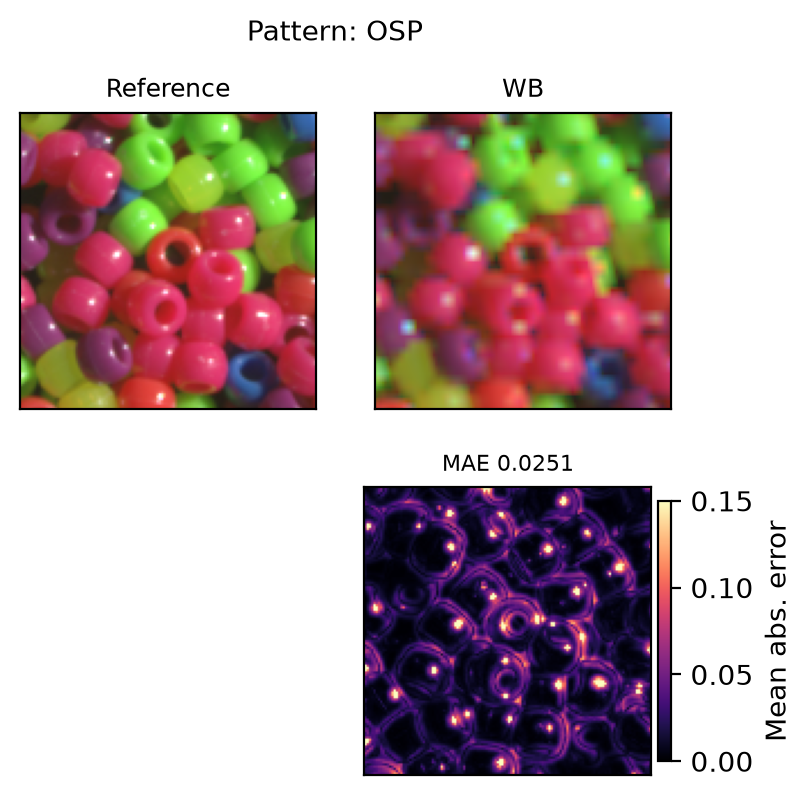 Pattern: OSP
Reference
WB
MAE 0.0251
0.15
0.10
0.05
0.00
Mean abs. error